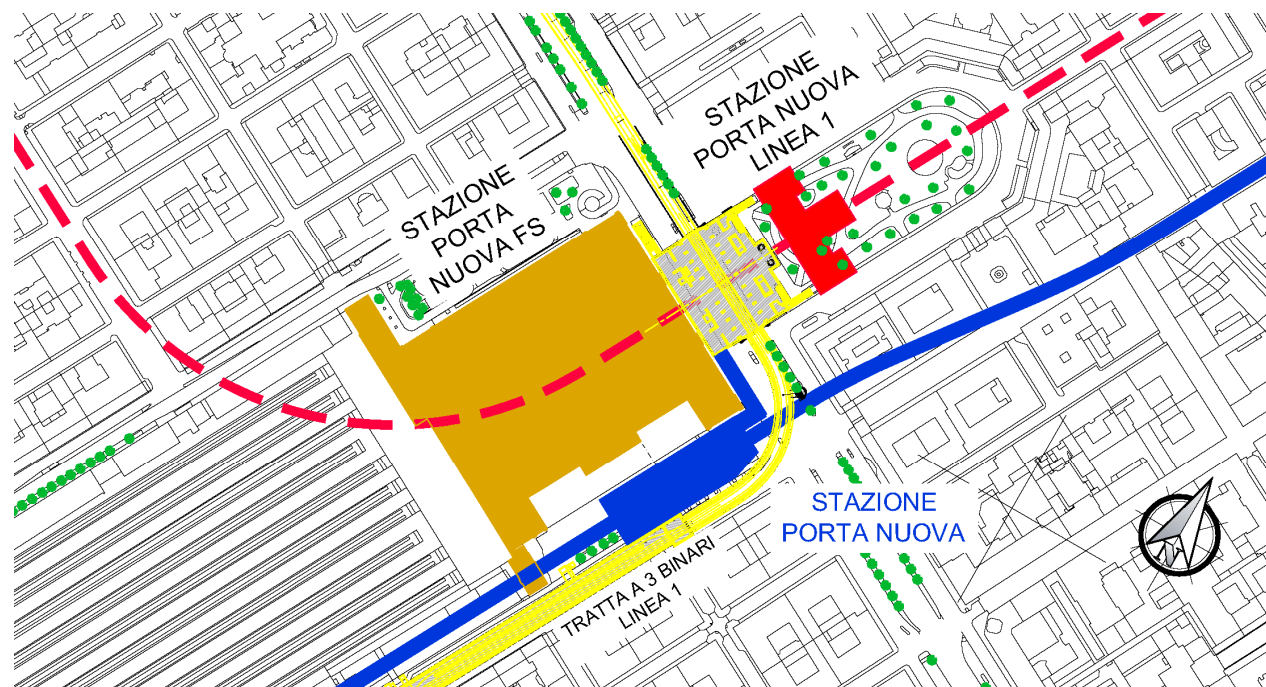 STAZIONE
PORTA NUOVA
LINEA 1
STAZIONE
PORTA
NUOVA FS
STAZIONE
PORTA NUOVA
TRATTA A 3 BINARI
LINEA 1
N